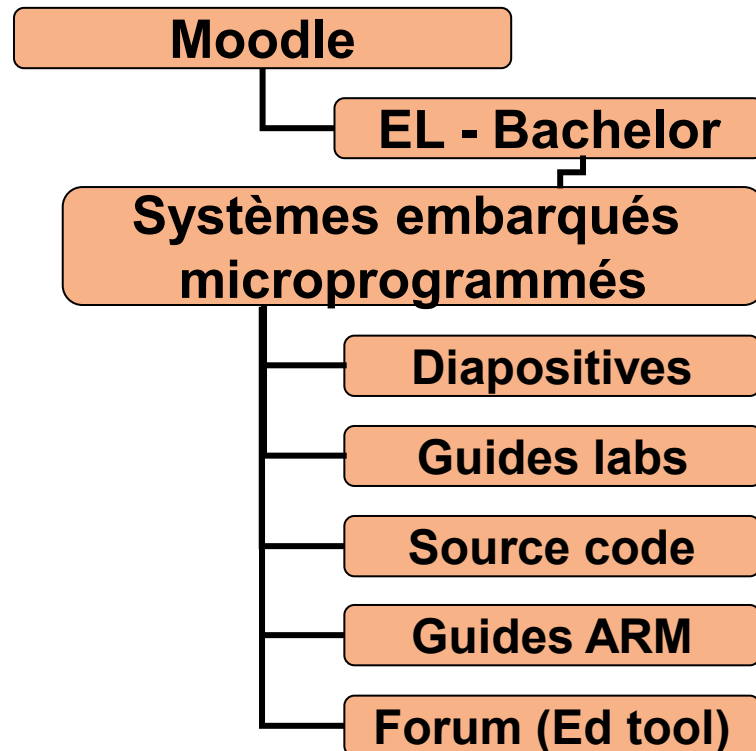 Moodle
EL - Bachelor
Systèmes embarqués
microprogrammés
Diapositives
Guides labs
Source code
Guides ARM
Forum (Ed tool)